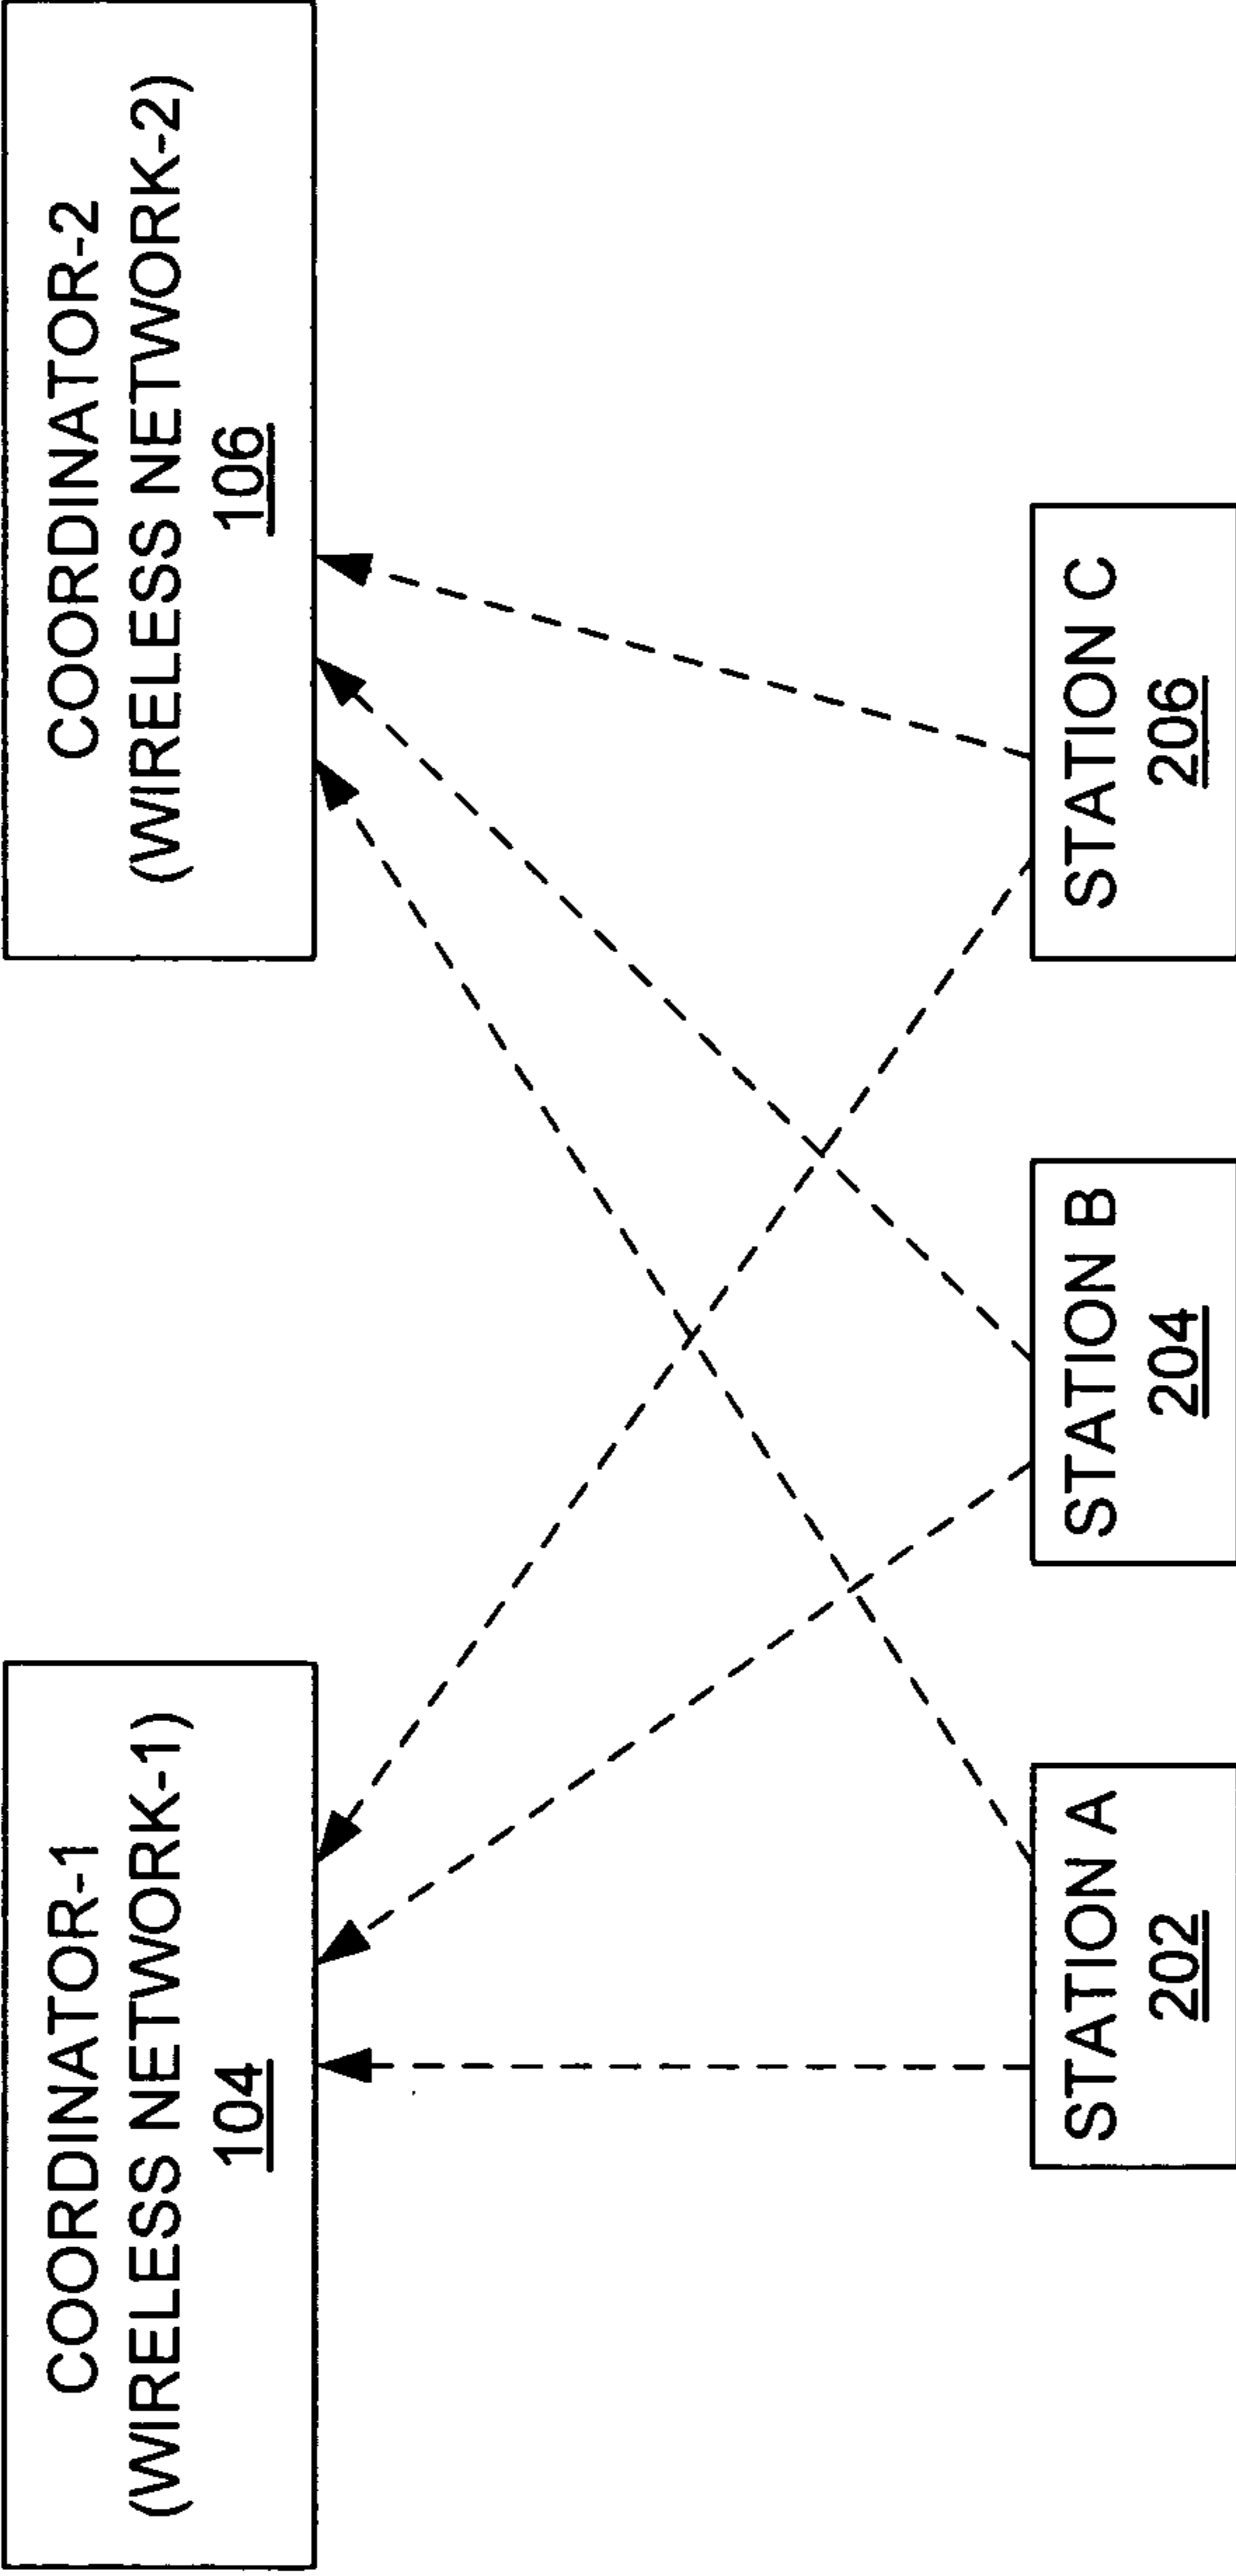 COORDINATOR-1
(WIRELESS NETWORK-1)
104
COORDINATOR-2
(WIRELESS NETWORK-2)
106
STATION A
202
STATION B
204
STATION C
206